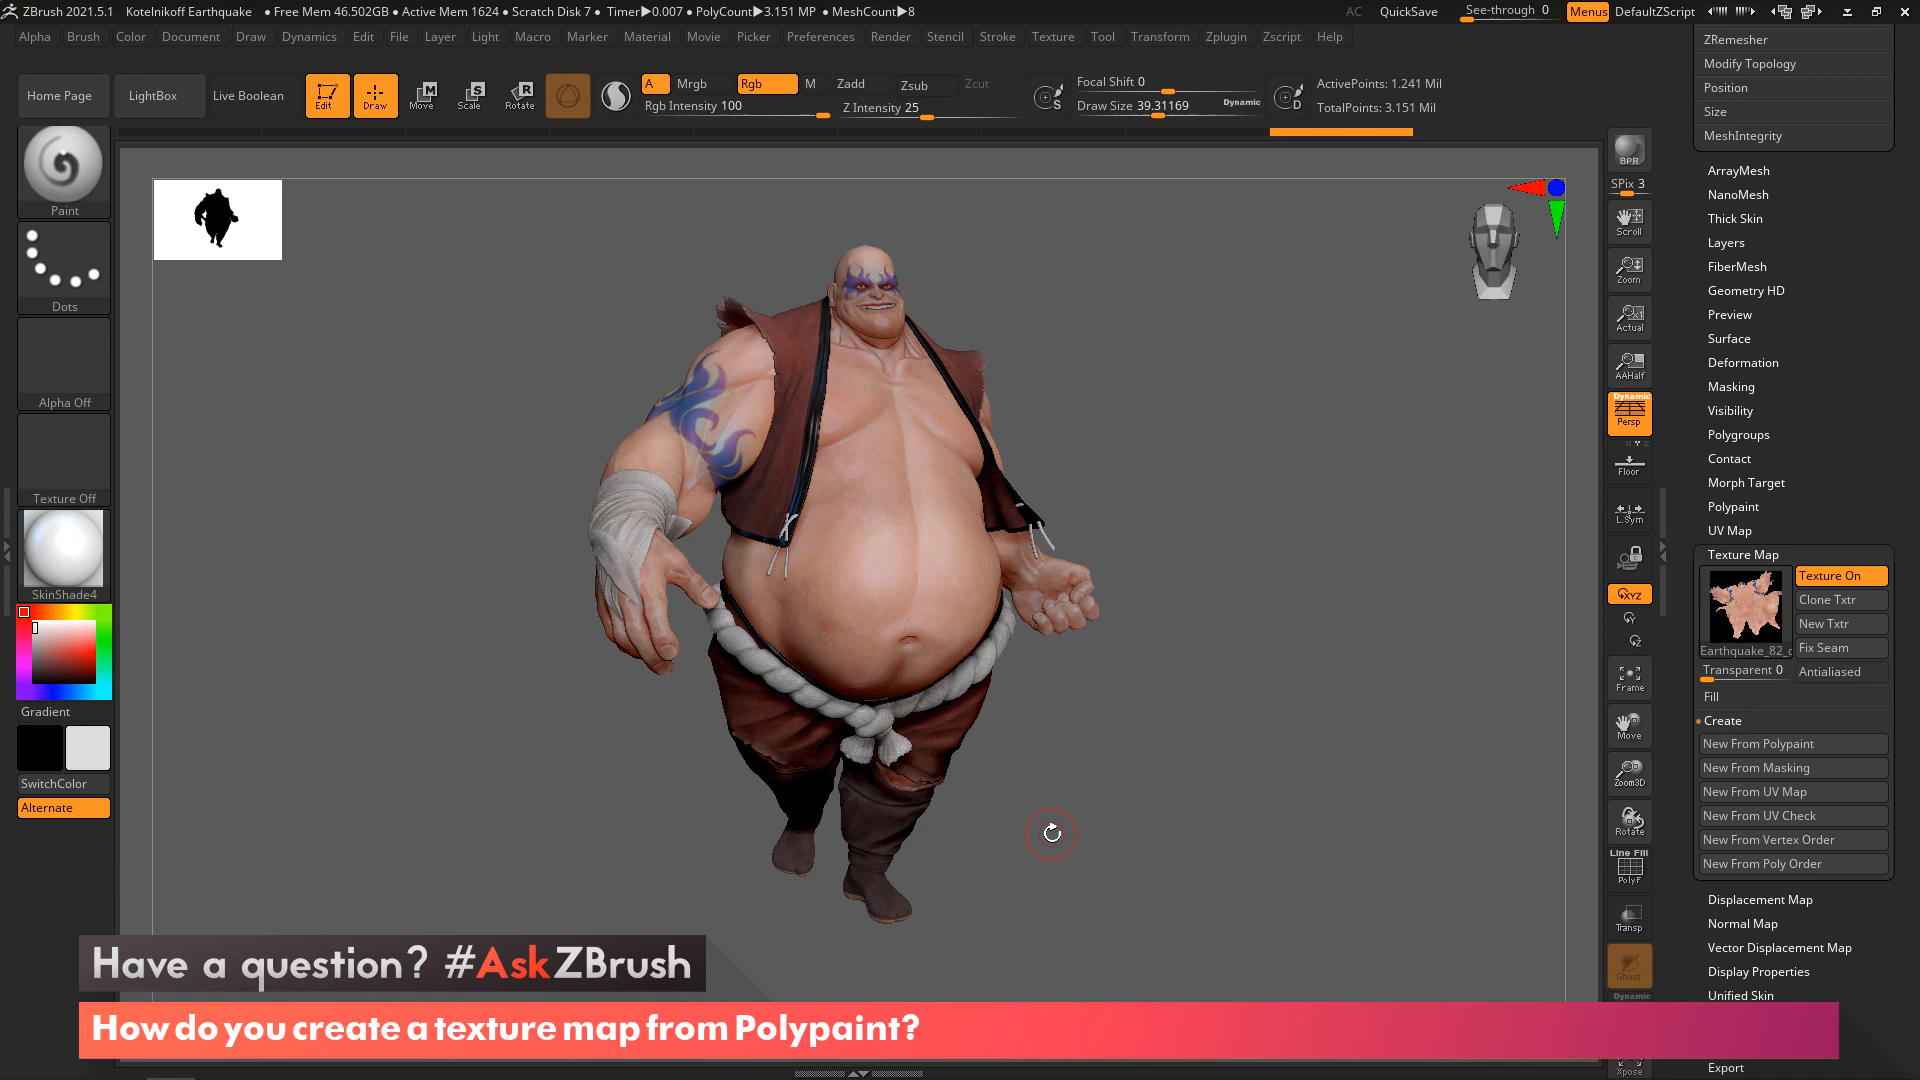 ZBrush 2021.5.1 Kotelnikoff Earthquake • Free Mem 46.502GB • Active Mem 1624 • Scratch Disk 7 • Timer▶0.007 • PolyCount▶3.151 MP • MeshCount▶8 AC QuickSave See-through 0 Menus DefaultZScript
Alpha Brush Color Document Draw Dynamics Edit File Layer Light Macro Marker Material Movie Picker Preferences Render Stencil Stroke Texture Tool Transform Zplugin Zscript Help
Home Page LightBox Live Boolean Edit Draw Move Scale Rotate
A Mrgb Rgb M Zadd Zsub Zcut
Rgb Intensity 100 Z Intensity 25
Focal Shift 0
Draw Size 39.31169 Dynamic
S
D
ActivePoints: 1.241 Mil
TotalPoints: 3.151 Mil
Paint
Dots
Alpha Off
Texture Off
SkinShade4
Gradient
SwitchColor
Alternate
BPR
SPix 3
Scroll
Zoom
Actual
AAHalf
Dynamic
Persp
Floor
L.Sym
XYZ
Y
Z
Frame
Move
Zoom3D
Rotate
Line Fill
PolyF
Transp
Ghost
Dynamic
Xpose
ZRemesher
Modify Topology
Position
Size
MeshIntegrity
ArrayMesh
NanoMesh
Thick Skin
Layers
FiberMesh
Geometry HD
Preview
Surface
Deformation
Masking
Visibility
Polygroups
Contact
Morph Target
Polypaint
UV Map
Texture Map
Texture On
Clone Txtr
New Txtr
Earthquake_82_c Fix Seam
Transparent 0 Antialiased
Fill
Create
New From Polypaint
New From Masking
New From UV Map
New From UV Check
New From Vertex Order
New From Poly Order
Displacement Map
Normal Map
Vector Displacement Map
Display Properties
Unified Skin
Export
Have a question? #AskZBrush
How do you create a texture map from Polypaint?